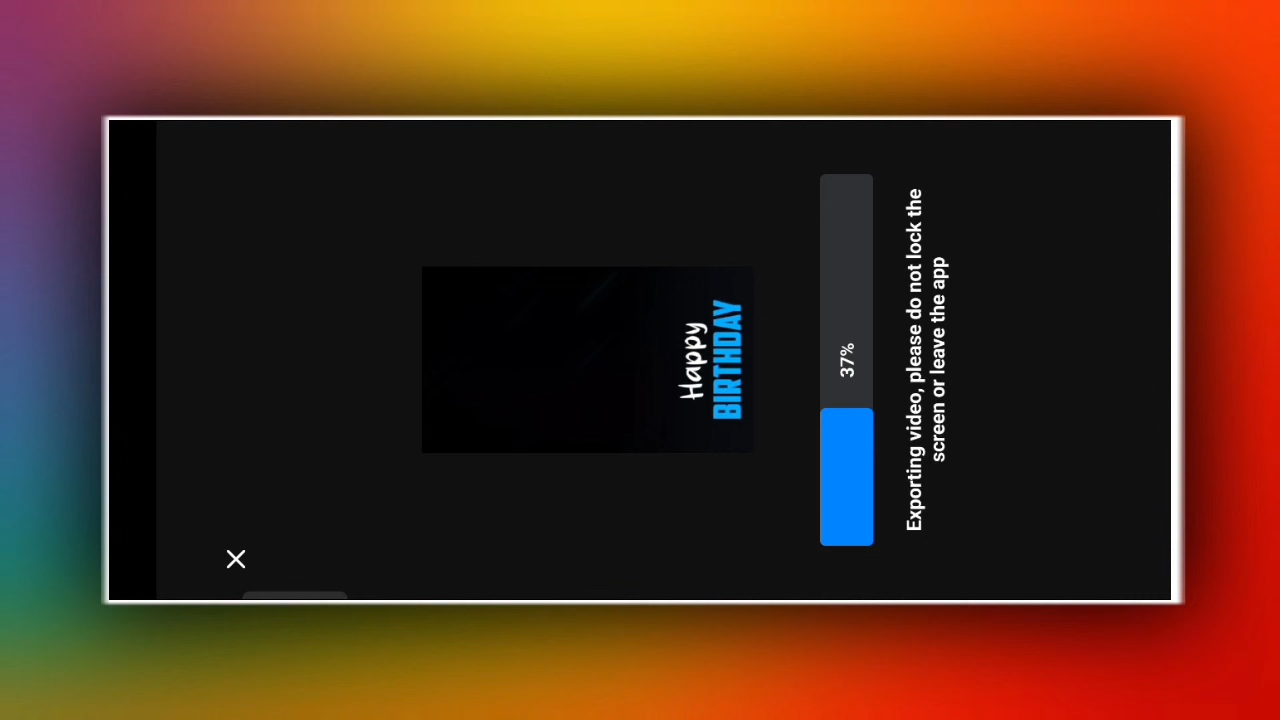 Happy
BIRTHDAY
37%
Exporting video, please do not lock the
screen or leave the app